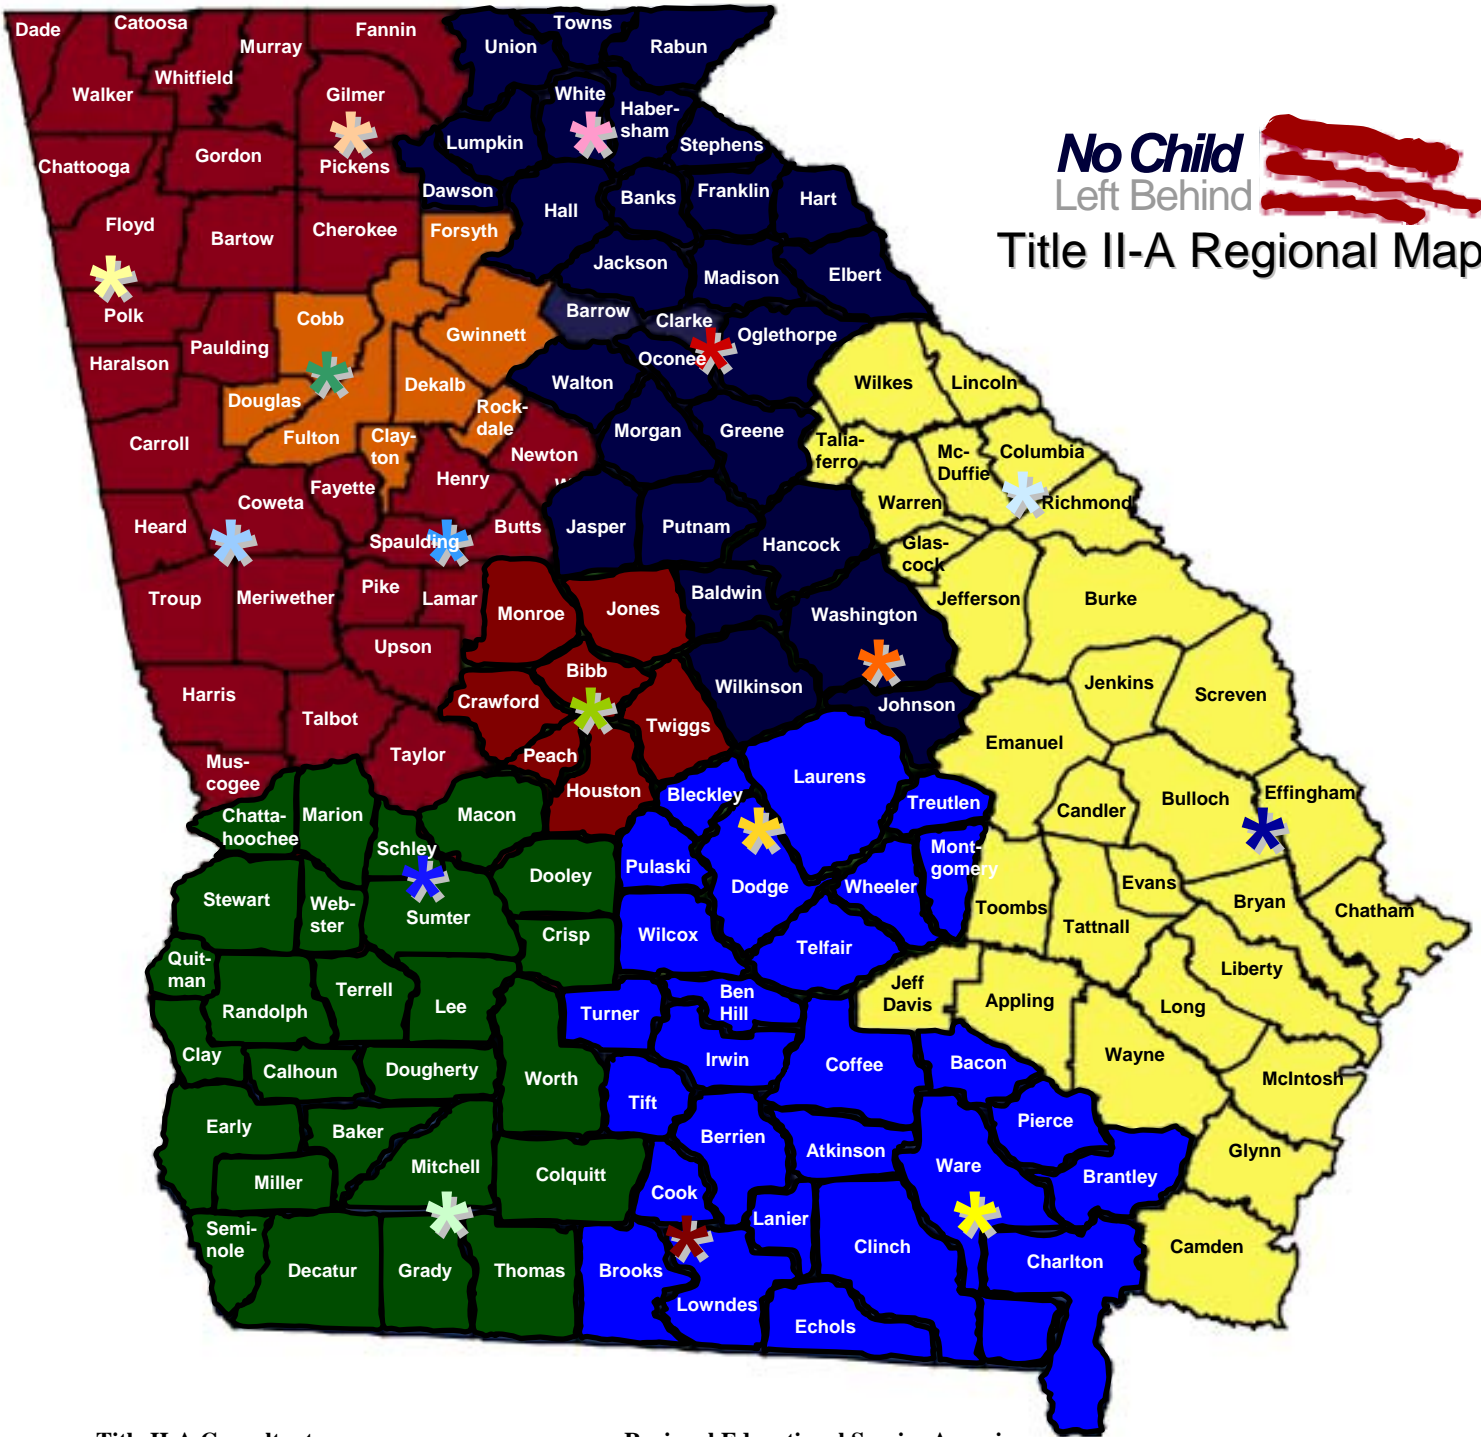 Dade
Catoosa
Murray
Fannin
Towns
Union
Rabun
Whitfield
Walker
Gilmer
White
Haber-
sham
Lumpkin
Stephens
Gordon
Chattooga
Pickens
Dawson
Banks
Franklin
Hart
Hall
Floyd
Bartow
Cherokee
Forsyth
Jackson
Madison
Elbert
No Child
Left Behind
Title II-A Regional Map
Polk
Cobb
Barrow
Clarke
Oglethorpe
Gwinnett
Paulding
Haralson
Oconee
Dekalb
Walton
Wilkes
Lincoln
Douglas
Rock-
dale
Fulton
Clay-
ton
Morgan
Greene
Talia-
ferro
Mc-
Duffie
Columbia
Carroll
Newton
Henry
Fayette
Coweta
Warren
Richmond
Heard
Spaulding
Butts
Jasper
Putnam
Hancock
Glas-
cock
Troup
Meriwether
Pike
Lamar
Monroe
Jones
Baldwin
Washington
Jefferson
Burke
Upson
Bibb
Wilkinson
Jenkins
Screven
Harris
Talbot
Crawford
Twiggs
Johnson
Taylor
Peach
Emanuel
Mus-
cogee
Houston
Bleckley
Laurens
Treutlen
Candler
Bulloch
Effingham
Chatta-
hoochee
Marion
Macon
Schley
Dooley
Pulaski
Dodge
Wheeler
Mont-
gomery
Evans
Stewart
Web-
ster
Sumter
Toombs
Tattnall
Bryan
Chatham
Crisp
Wilcox
Telfair
Quit-
man
Terrell
Lee
Randolph
Turner
Ben
Hill
Jeff
Davis
Appling
Long
Liberty
Clay
Calhoun
Dougherty
Worth
Irwin
Coffee
Bacon
Wayne
McIntosh
Early
Baker
Tift
Berrien
Pierce
Atkinson
Glynn
Miller
Mitchell
Colquitt
Cook
Ware
Brantley
Semi-
nole
Lanier
Clinch
Camden
Decatur
Grady
Thomas
Brooks
Charlton
Lowndes
Echols